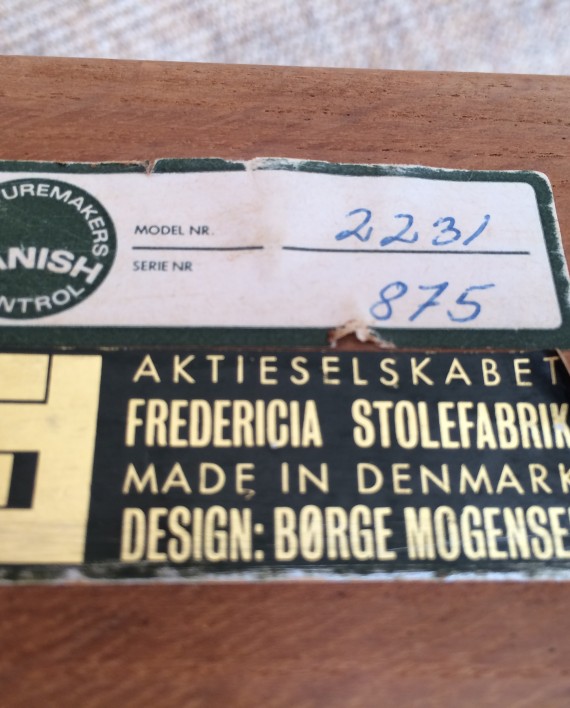 UREMAKERS
ANISH
NTROL
MODEL NR. 2231
SERIE NR 875
AKTIESELSKABET
FREDERICIA STOLEFABRIK
MADE IN DENMARK
DESIGN: BØRGE MOGENSE